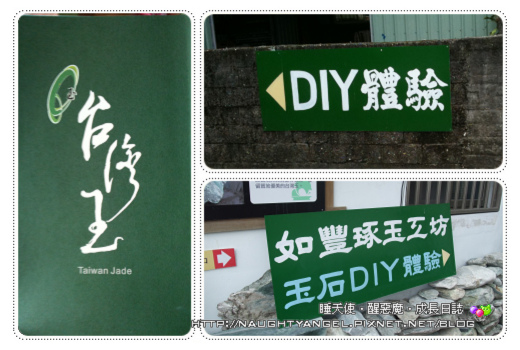 台灣玉
Taiwan Jade
DIY體驗
如豐琢玉工坊
玉石DIY體驗
睡天使‧醒惡魔‧成長日誌
HTTP://NAUGHTYANGEL.PIXNET.NET/BLOG